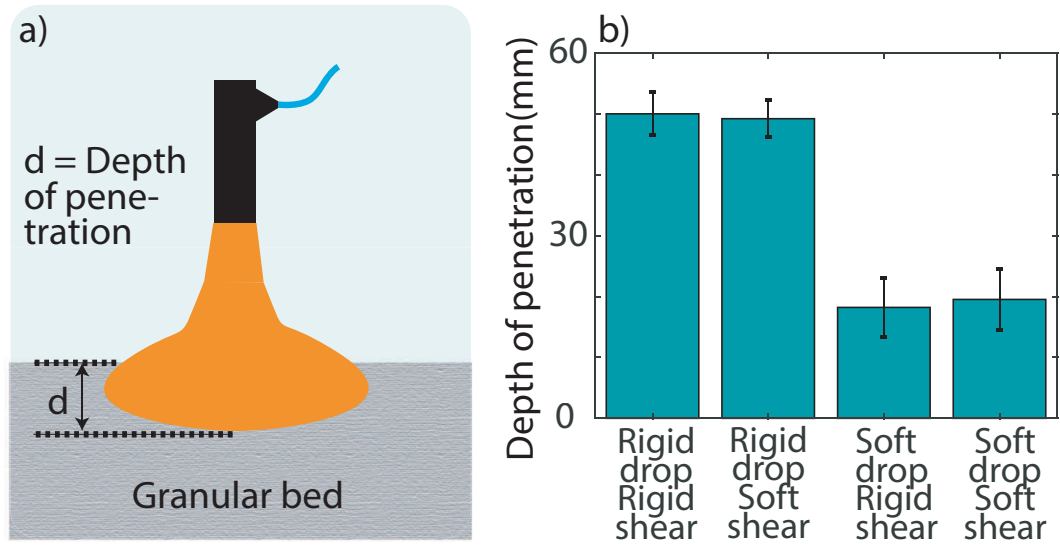 a)
d = Depth
of pene-
tration
d
Granular bed
b)
Depth of penetration(mm)
60
30
0
Rigid
drop
Rigid
shear
Rigid
drop
Soft
shear
Soft
drop
Rigid
shear
Soft
drop
Soft
shear